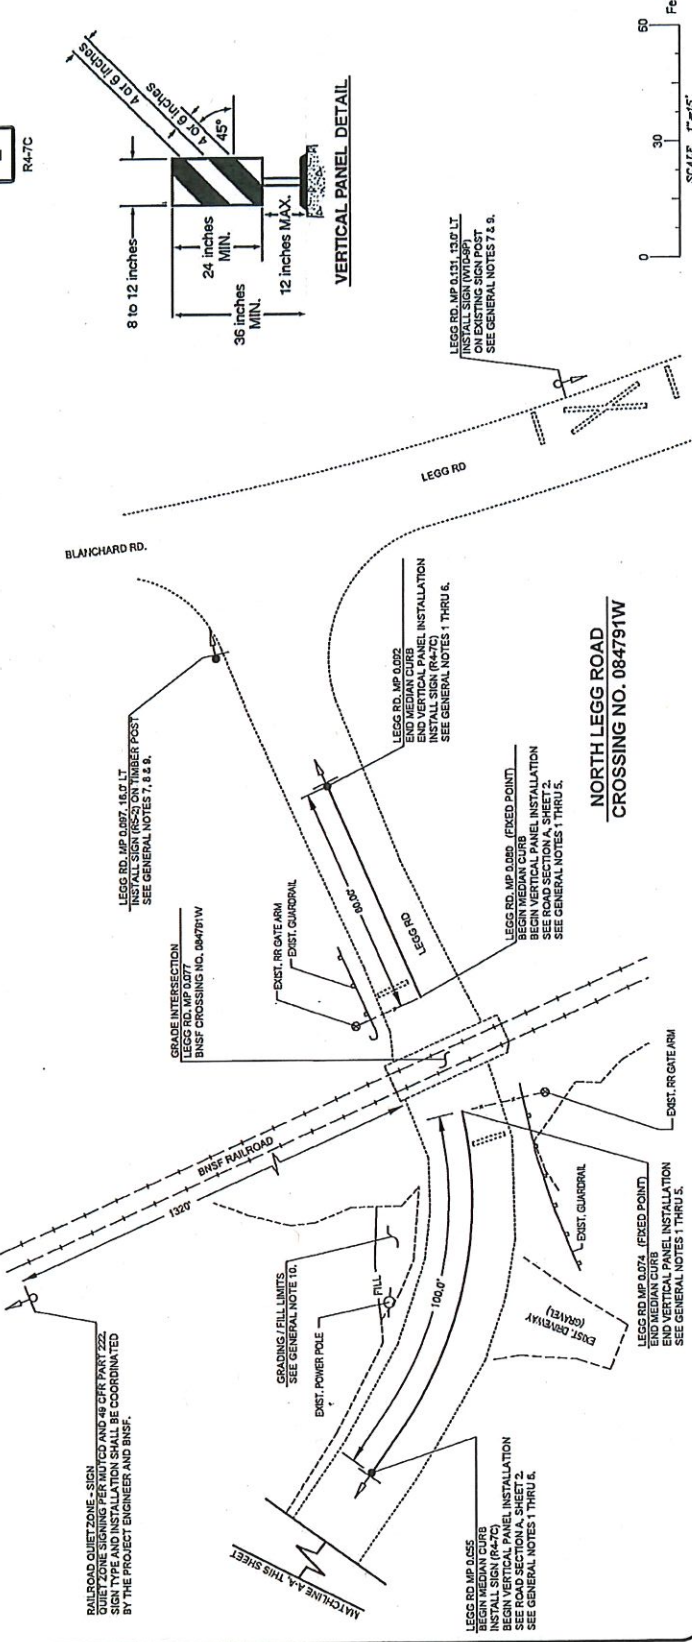 R4-7C
8 to 12 inches
4 or 6 inches
4 or 6 inches
45°
24 inches
MIN.
36 inches
MIN.
12 inches MAX.
VERTICAL PANEL DETAIL
0
30
60
SCALE 1"=15'
Fe
RAILROAD QUIET ZONE - SIGN
QUIET ZONE SIGNING PER MUTCD AND 49 CFR PART 222.
SIGN TYPE AND INSTALLATION SHALL BE COORDINATED
BY THE PROJECT ENGINEER AND BNSF.
1320'
BNSF RAILROAD
GRADE INTERSECTION
LEGG RD. MP 0.077
BNSF CROSSING NO. 084791W
LEGG RD. MP 0.097, 16.0' LT
INSTALL SIGN (R5-2) ON TIMBER POST
SEE GENERAL NOTES 7, 8 & 9.
BLANCHARD RD.
LEGG RD
LEGG RD. MP 0.131, 13.0' LT
INSTALL SIGN (W10-9P)
ON EXISTING SIGN POST
SEE GENERAL NOTES 7 & 9.
EXIST. RR GATE ARM
EXIST. GUARDRAIL
60.00'
LEGG RD
LEGG RD. MP 0.092
END MEDIAN CURB
END VERTICAL PANEL INSTALLATION
INSTALL SIGN (R4-7C)
SEE GENERAL NOTES 1 THRU 6.
LEGG RD. MP 0.080 (FIXED POINT)
BEGIN MEDIAN CURB
BEGIN VERTICAL PANEL INSTALLATION
SEE ROAD SECTION A, SHEET 2.
SEE GENERAL NOTES 1 THRU 5.
NORTH LEGG ROAD
CROSSING NO. 084791W
GRADING / FILL LIMITS
SEE GENERAL NOTE 10.
EXIST. POWER POLE
FILL
100.0'
EXIST. DRIVEWAY
(GRAVEL)
EXIST. GUARDRAIL
EXIST. RR GATE ARM
LEGG RD MP 0.074 (FIXED POINT)
END MEDIAN CURB
END VERTICAL PANEL INSTALLATION
SEE GENERAL NOTES 1 THRU 5.
MATCHLINE A-A, THIS SHEET
LEGG RD MP 0.055
BEGIN MEDIAN CURB
INSTALL SIGN (R4-7C)
BEGIN VERTICAL PANEL INSTALLATION
SEE ROAD SECTION A, SHEET 2.
SEE GENERAL NOTES 1 THRU 6.